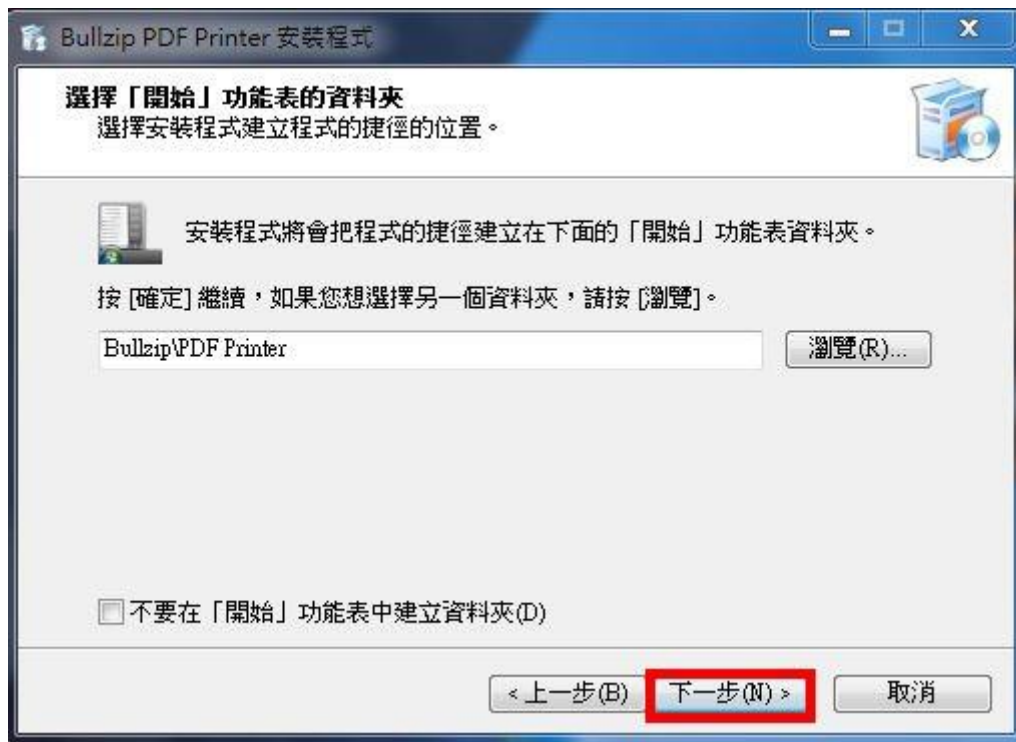 Bullzip PDF Printer 安裝程式
選擇「開始」功能表的資料夾
選擇安裝程式建立程式的捷徑的位置。
安裝程式將會把程式的捷徑建立在下面的「開始」功能表資料夾。
按 [確定] 繼續，如果您想選擇另一個資料夾，請按 [瀏覽]。
Bullzip\PDF Printer
瀏覽(R)...
不要在「開始」功能表中建立資料夾(D)
< 上一步(B) 下一步(N) > 取消